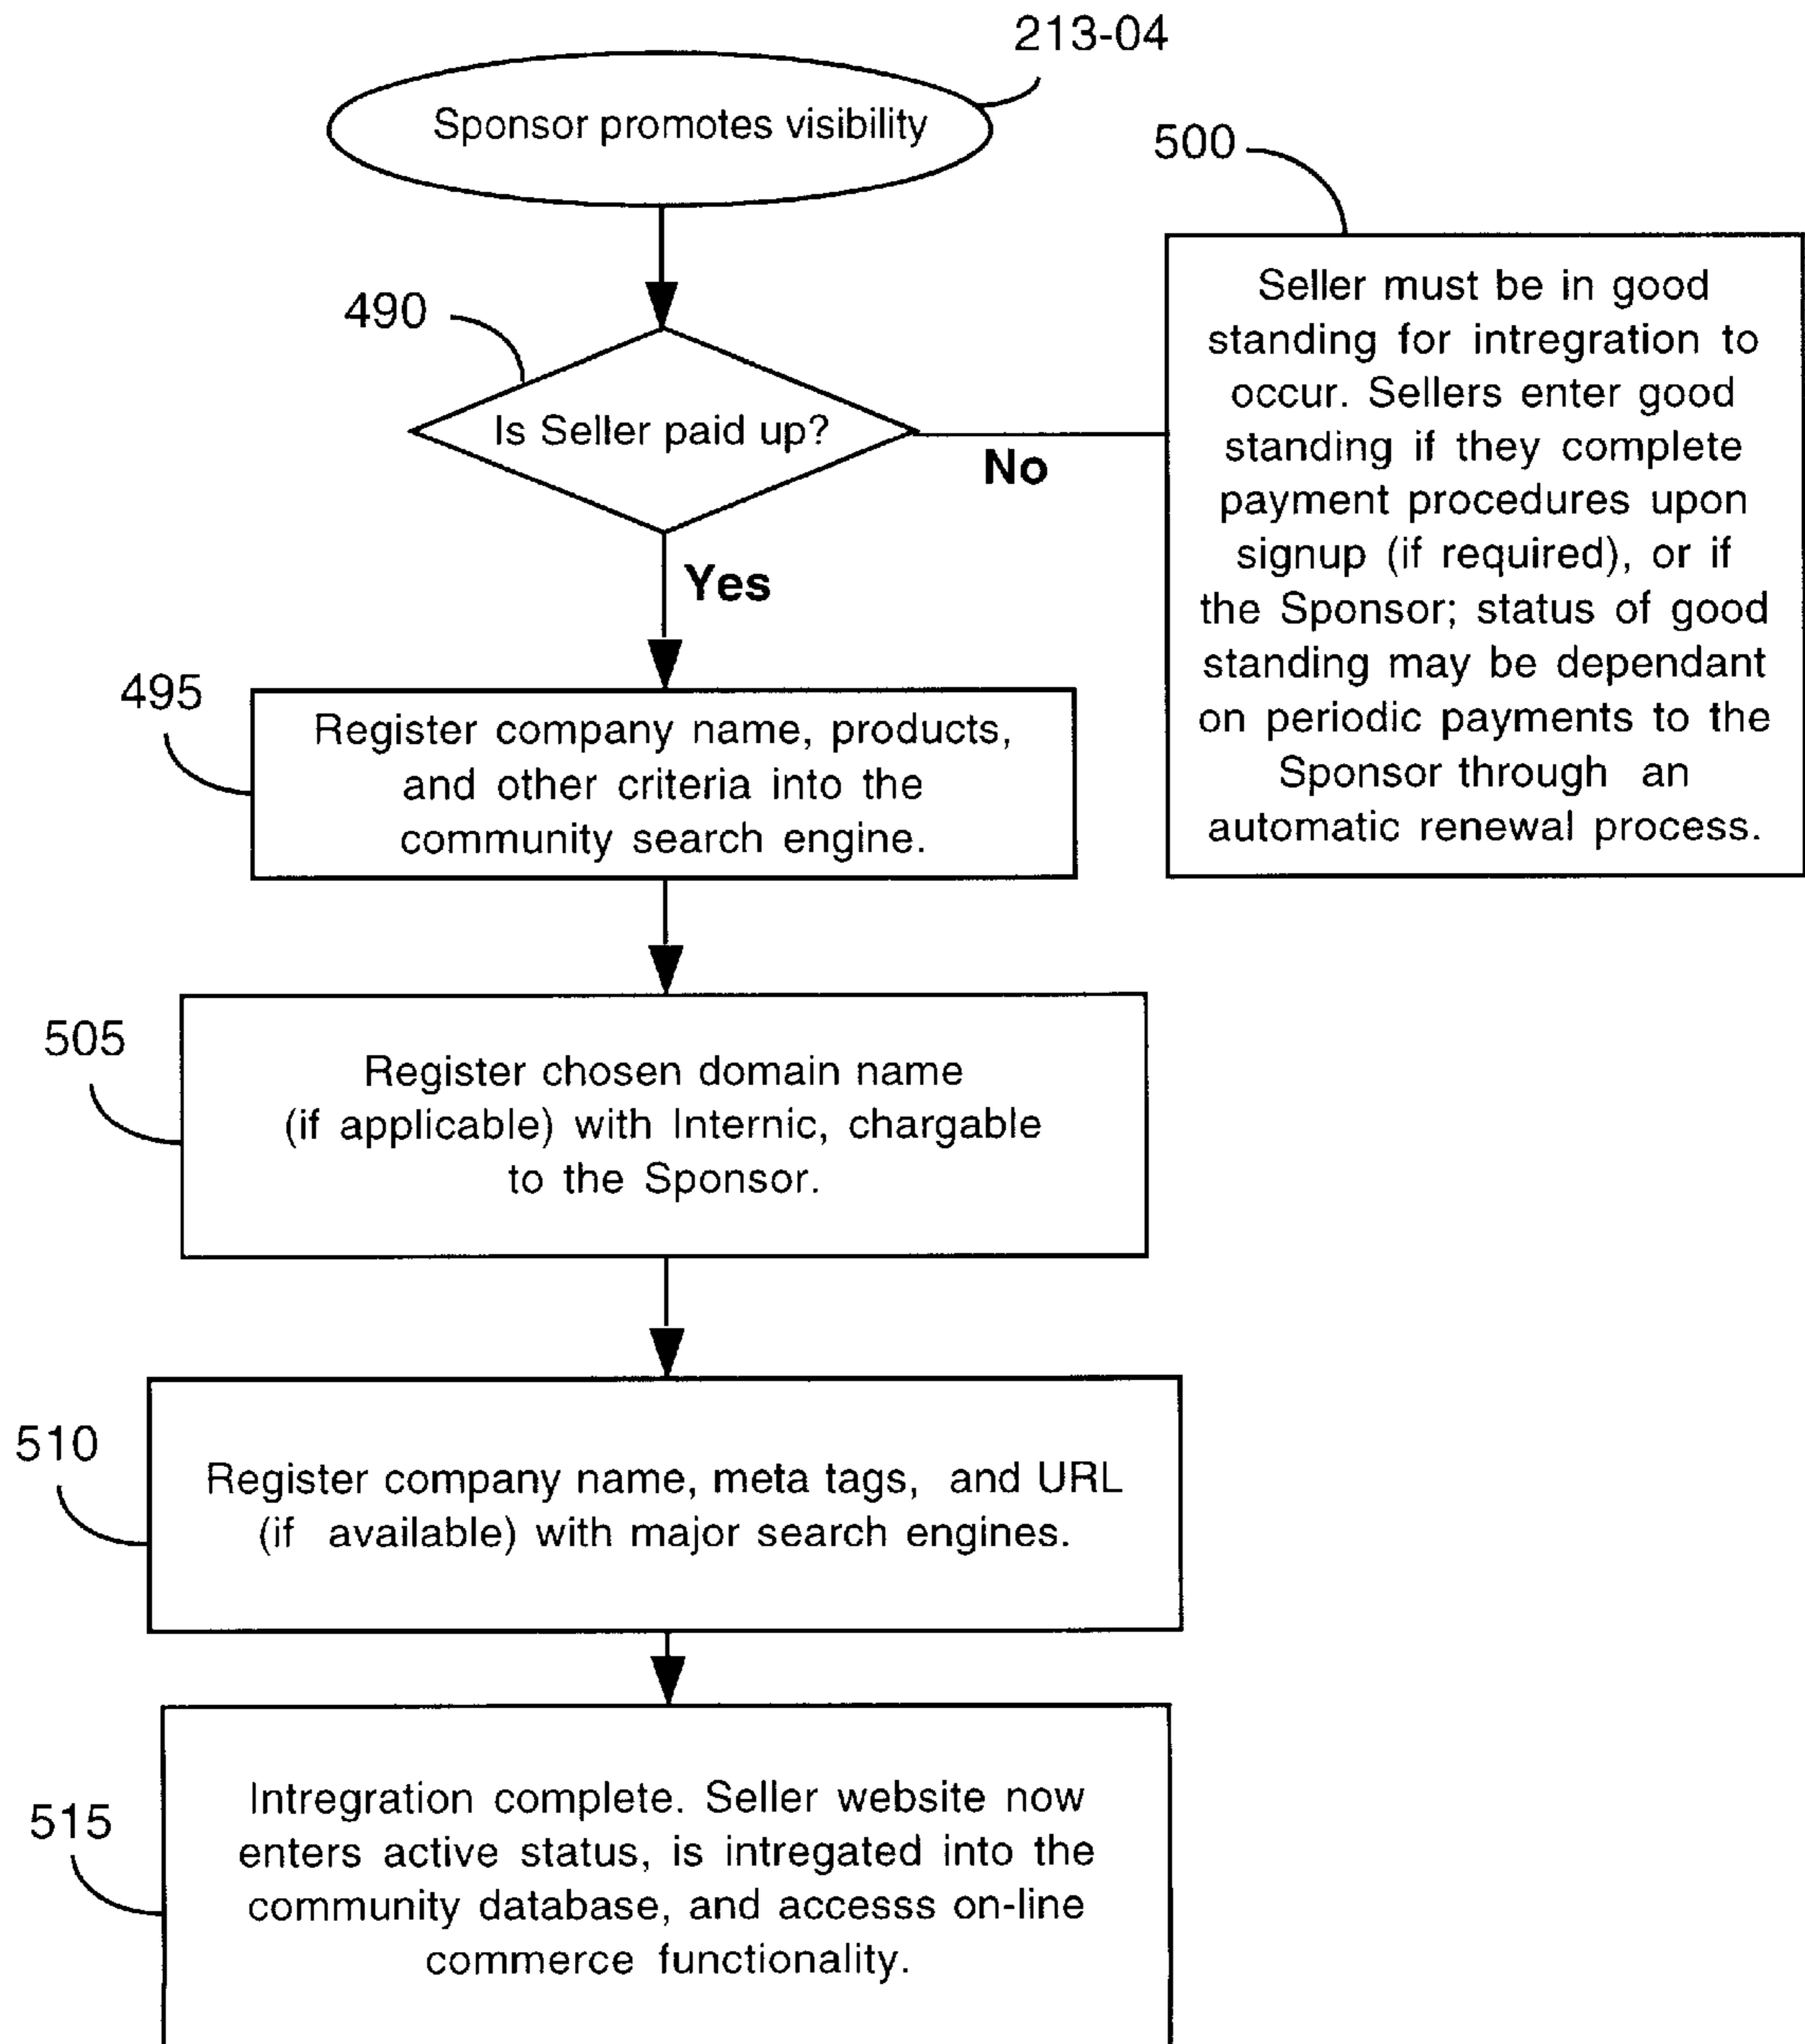 213-04
Sponsor promotes visibility
500
Seller must be in good
standing for intregration to
occur. Sellers enter good
standing if they complete
payment procedures upon
signup (if required), or if
the Sponsor; status of good
standing may be dependant
on periodic payments to the
Sponsor through an
automatic renewal process.
490
Is Seller paid up?
No
Yes
495
Register company name, products,
and other criteria into the
community search engine.
505
Register chosen domain name
(if applicable) with Internic, chargable
to the Sponsor.
510
Register company name, meta tags, and URL
(if available) with major search engines.
515
Intregration complete. Seller website now
enters active status, is intregated into the
community database, and accesss on-line
commerce functionality.